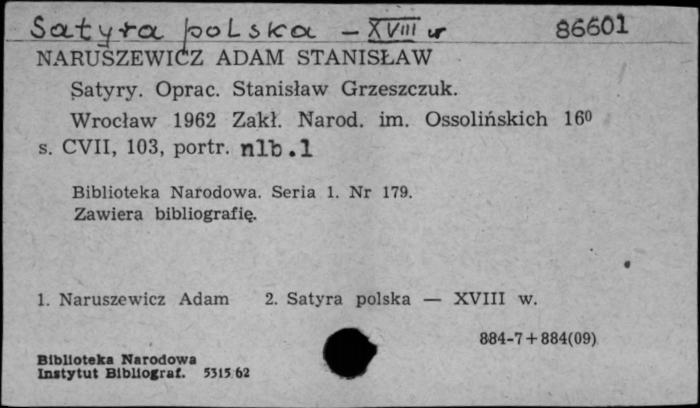 Satyra polska - XVIII w 86601
NARUSZEWICZ ADAM STANISŁAW
Satyry. Oprac. Stanisław Grzeszczuk.
Wrocław 1962 Zakł. Narod. im. Ossolińskich 16⁰
s. CVII, 103, portr. nlb.1
Biblioteka Narodowa. Seria 1. Nr 179.
Zawiera bibliografię.
1. Naruszewicz Adam 2. Satyra polska — XVIII w.
884-7+884(09)
Biblioteka Narodowa
Instytut Bibliograf. 5315 62